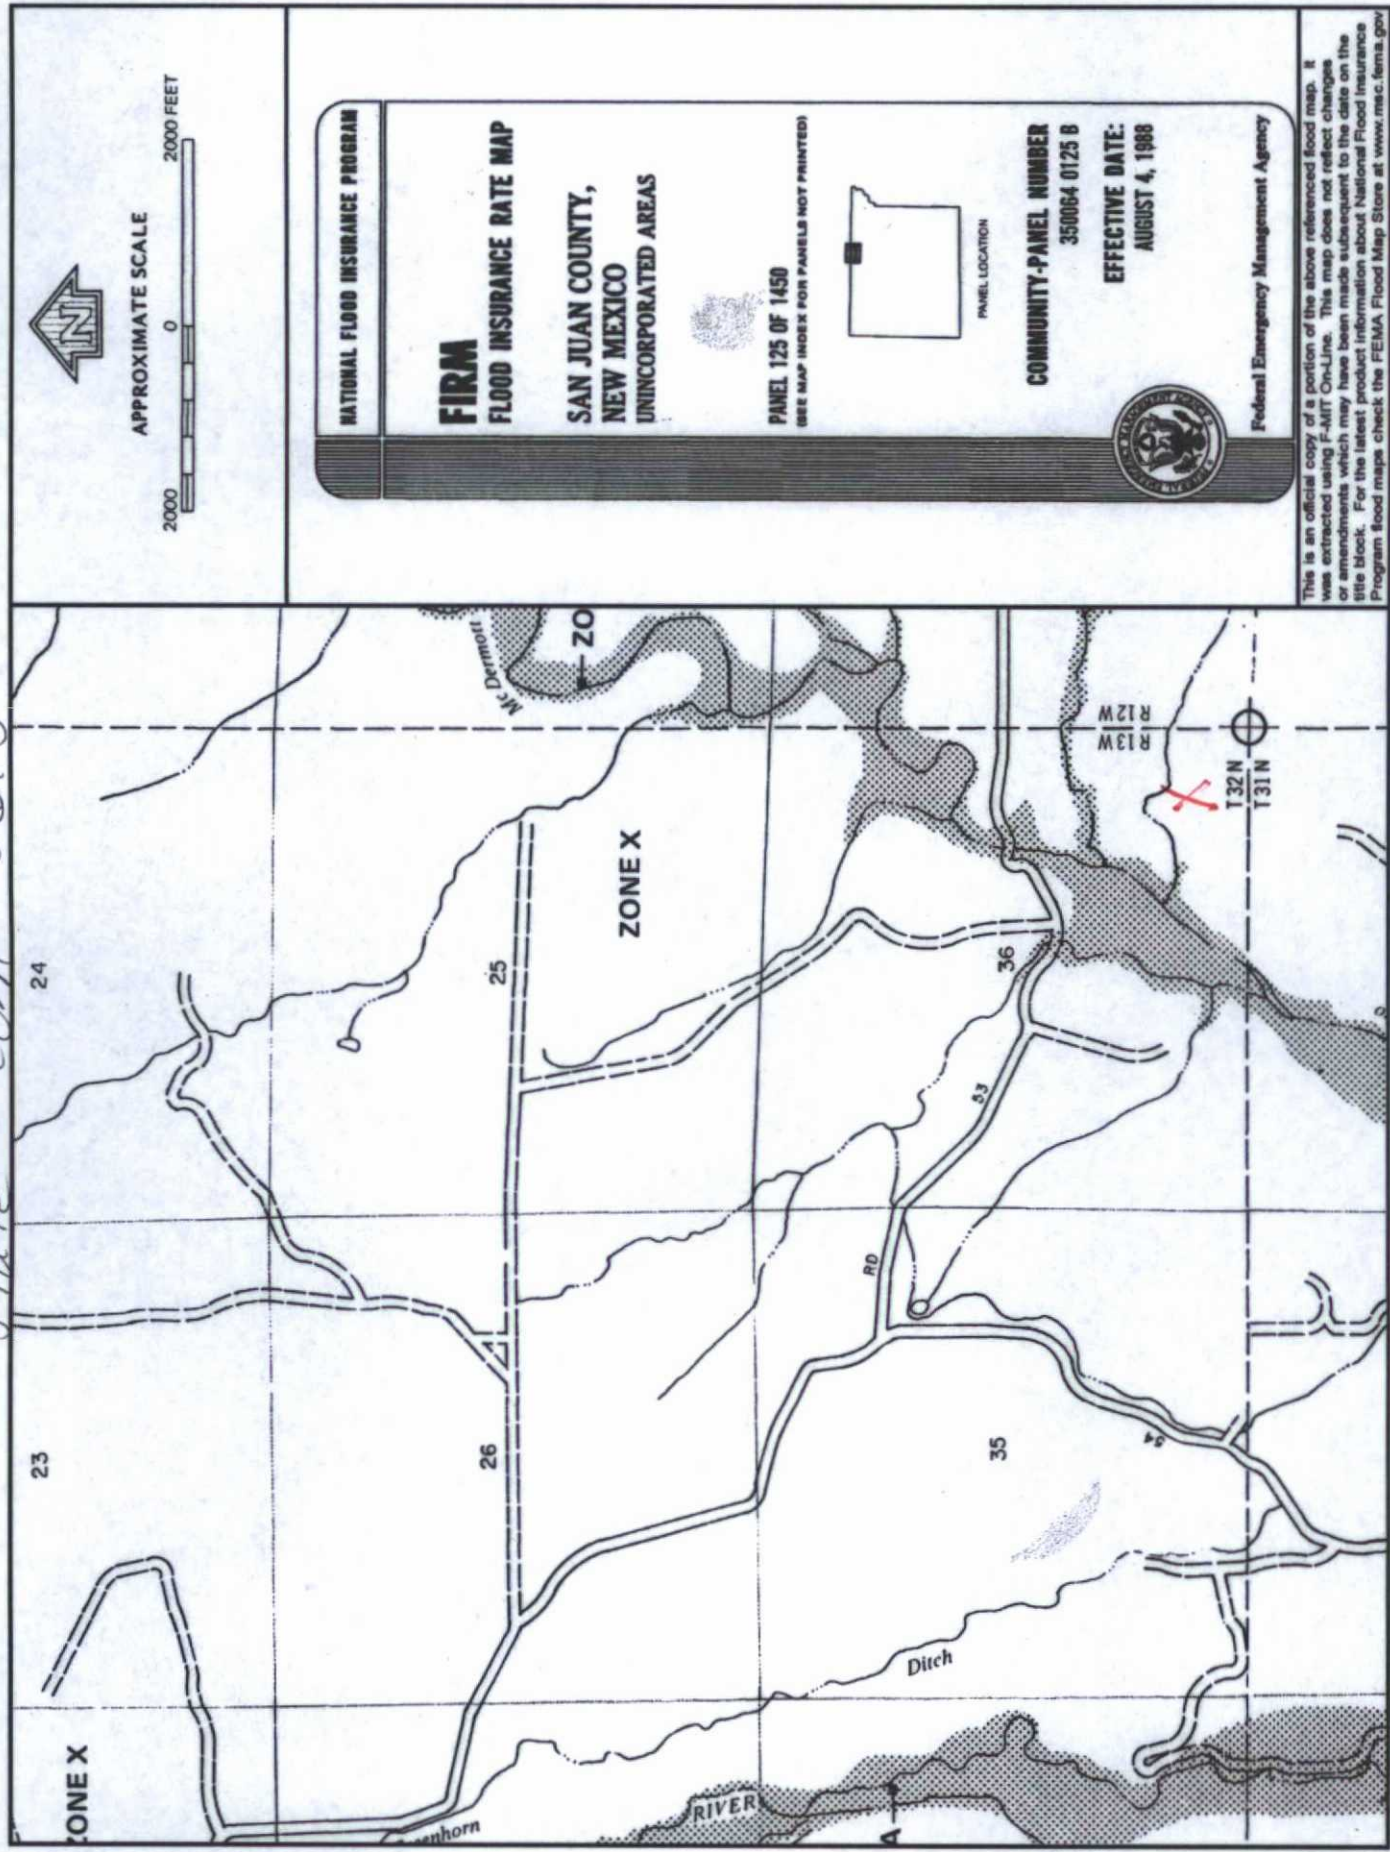 APPROXIMATE SCALE
2000 0 2000 FEET
NATIONAL FLOOD INSURANCE PROGRAM
FIRM
FLOOD INSURANCE RATE MAP
SAN JUAN COUNTY,
NEW MEXICO
UNINCORPORATED AREAS
PANEL 125 OF 1450
(SEE MAP INDEX FOR PANELS NOT PRINTED)
PANEL LOCATION
COMMUNITY-PANEL NUMBER
350064 0125 B
EFFECTIVE DATE:
AUGUST 4, 1988
Federal Emergency Management Agency
This is an official copy of a portion of the above referenced flood map. It
was extracted using F-MIT On-Line. This map does not reflect changes
or amendments which may have been made subsequent to the date on the
title block. For the latest product information about National Flood Insurance
Program flood maps check the FEMA Flood Map Store at www.msc.fema.gov
N
ZONE X
23
24
26
25
ZONE X
Mc Dermott
ZO
RIVER
Ditch
35
36
RD
53
54
A
R13W
R12W
T32N
T31N